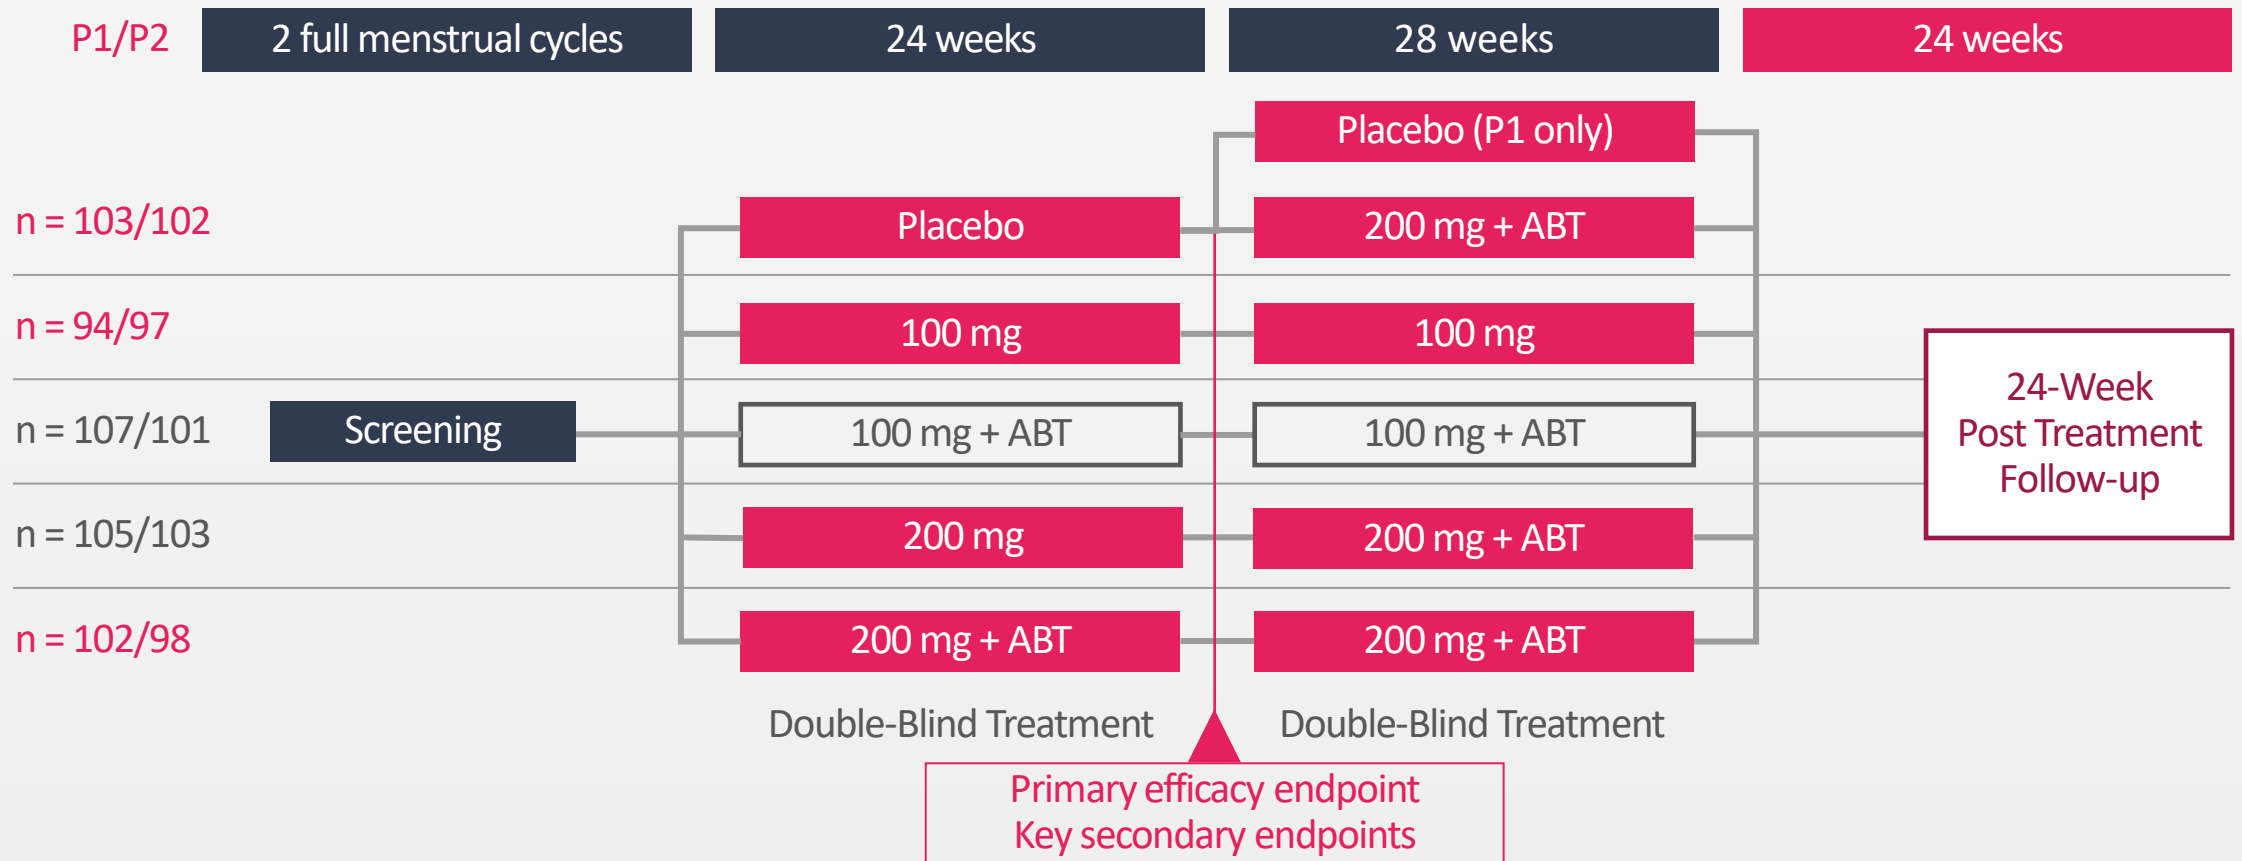 P1/P2 2 full menstrual cycles 24 weeks 28 weeks 24 weeks
Placebo (P1 only)
n = 103/102 Placebo 200 mg + ABT
n = 94/97 100 mg 100 mg
n = 107/101 Screening 100 mg + ABT 100 mg + ABT
24-Week
Post Treatment
Follow-up
n = 105/103 200 mg 200 mg + ABT
n = 102/98 200 mg + ABT 200 mg + ABT
Double-Blind Treatment Double-Blind Treatment
Primary efficacy endpoint
Key secondary endpoints